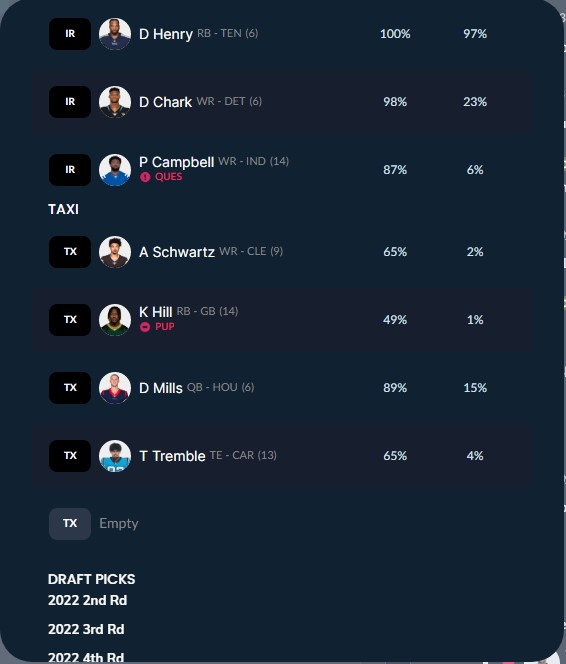 IR D Henry RB - TEN (6) 100% 97%
IR D Chark WR - DET (6) 98% 23%
IR P Campbell WR - IND (14) 87% 6%
QUES
TAXI
TX A Schwartz WR - CLE (9) 65% 2%
TX K Hill RB - GB (14) 49% 1%
PUP
TX D Mills QB - HOU (6) 89% 15%
TX T Tremble TE - CAR (13) 65% 4%
TX Empty
DRAFT PICKS
2022 2nd Rd
2022 3rd Rd
2022 4th Rd